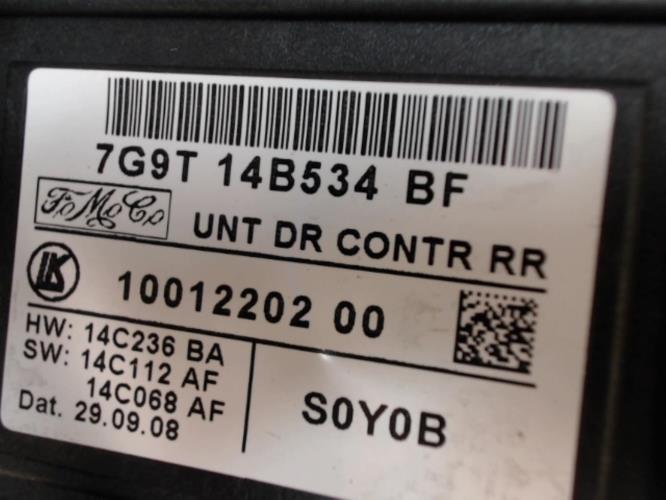 7G9T 14B534 BF
FoMoCo
UNT DR CONTR RR
LK
10012202 00
HW: 14C236 BA
SW: 14C112 AF
14C068 AF
Dat. 29.09.08
S0Y0B